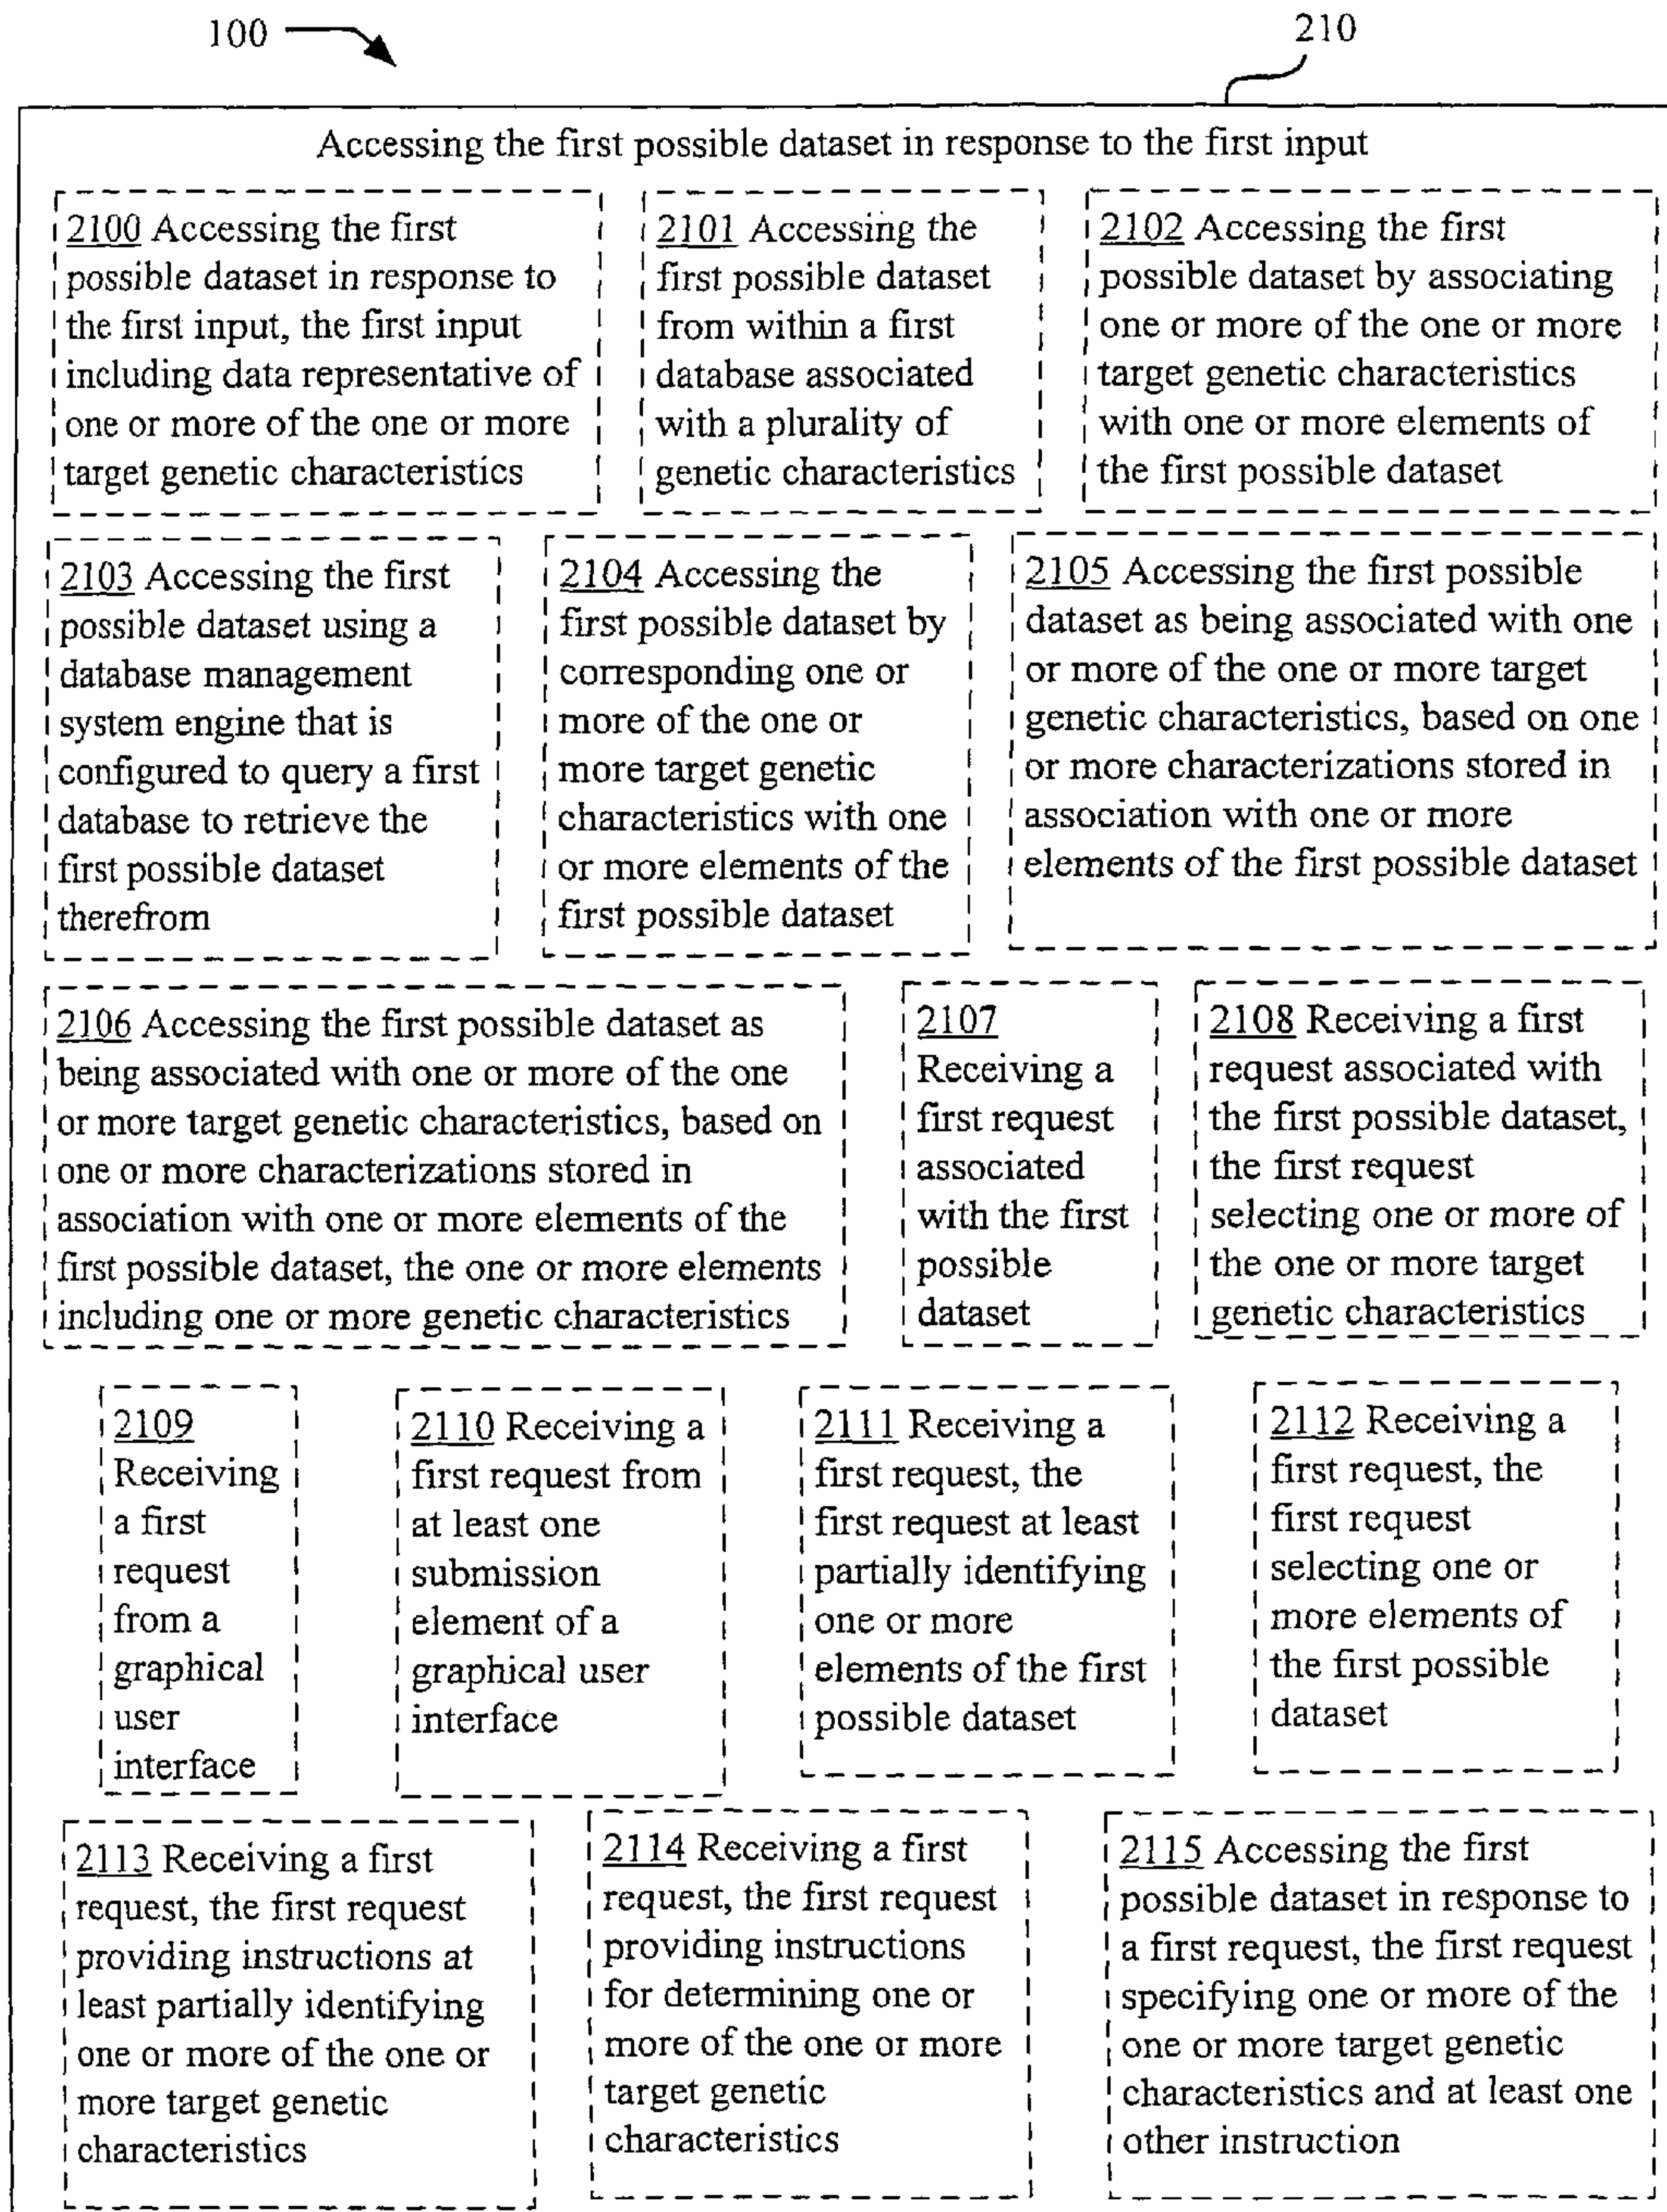 100
210
Accessing the first possible dataset in response to the first input
2100 Accessing the first
possible dataset in response to
the first input, the first input
including data representative of
one or more of the one or more
target genetic characteristics
2101 Accessing the
first possible dataset
from within a first
database associated
with a plurality of
genetic characteristics
2102 Accessing the first
possible dataset by associating
one or more of the one or more
target genetic characteristics
with one or more elements of
the first possible dataset
2103 Accessing the first
possible dataset using a
database management
system engine that is
configured to query a first
database to retrieve the
first possible dataset
therefrom
2104 Accessing the
first possible dataset by
corresponding one or
more of the one or
more target genetic
characteristics with one
or more elements of the
first possible dataset
2105 Accessing the first possible
dataset as being associated with one
or more of the one or more target
genetic characteristics, based on one
or more characterizations stored in
association with one or more
elements of the first possible dataset
2106 Accessing the first possible dataset as
being associated with one or more of the one
or more target genetic characteristics, based on
one or more characterizations stored in
association with one or more elements of the
first possible dataset, the one or more elements
including one or more genetic characteristics
2107
Receiving a
first request
associated
with the first
possible
dataset
2108 Receiving a first
request associated with
the first possible dataset,
the first request
selecting one or more of
the one or more target
genetic characteristics
2109
Receiving
a first
request
from a
graphical
user
interface
2110 Receiving a
first request from
at least one
submission
element of a
graphical user
interface
2111 Receiving a
first request, the
first request at least
partially identifying
one or more
elements of the first
possible dataset
2112 Receiving a
first request, the
first request
selecting one or
more elements of
the first possible
dataset
2113 Receiving a first
request, the first request
providing instructions at
least partially identifying
one or more of the one or
more target genetic
characteristics
2114 Receiving a first
request, the first request
providing instructions
for determining one or
more of the one or more
target genetic
characteristics
2115 Accessing the first
possible dataset in response to
a first request, the first request
specifying one or more of the
one or more target genetic
characteristics and at least one
other instruction